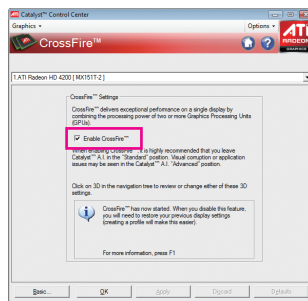 Catalyst™ Control Center
Graphics ▾
Options ▾
CrossFire™
ATI
RADEON
GRAPHICS
1.ATI Radeon HD 4200 [ MX151T-2 ]
CrossFire™ Settings
CrossFire™ delivers exceptional performance on a single display by
combining the processing power of two or more Graphics Processing Units
(GPUs).
Enable CrossFire™
When enabling CrossFire™, it is highly recommended that you leave
Catalyst™ A.I. in the "Standard" position. Visual corruption or application
issues may be seen in the Catalyst™ A.I. "Advanced" position.
Click on 3D in the navigation tree to review or change either of these 3D
settings.
CrossFire™ has now started. When you disable this feature,
you will need to restore your previous display settings
(creating a profile will make this easier).
For more information, press F1
Basic...
OK
Apply
Discard
Defaults